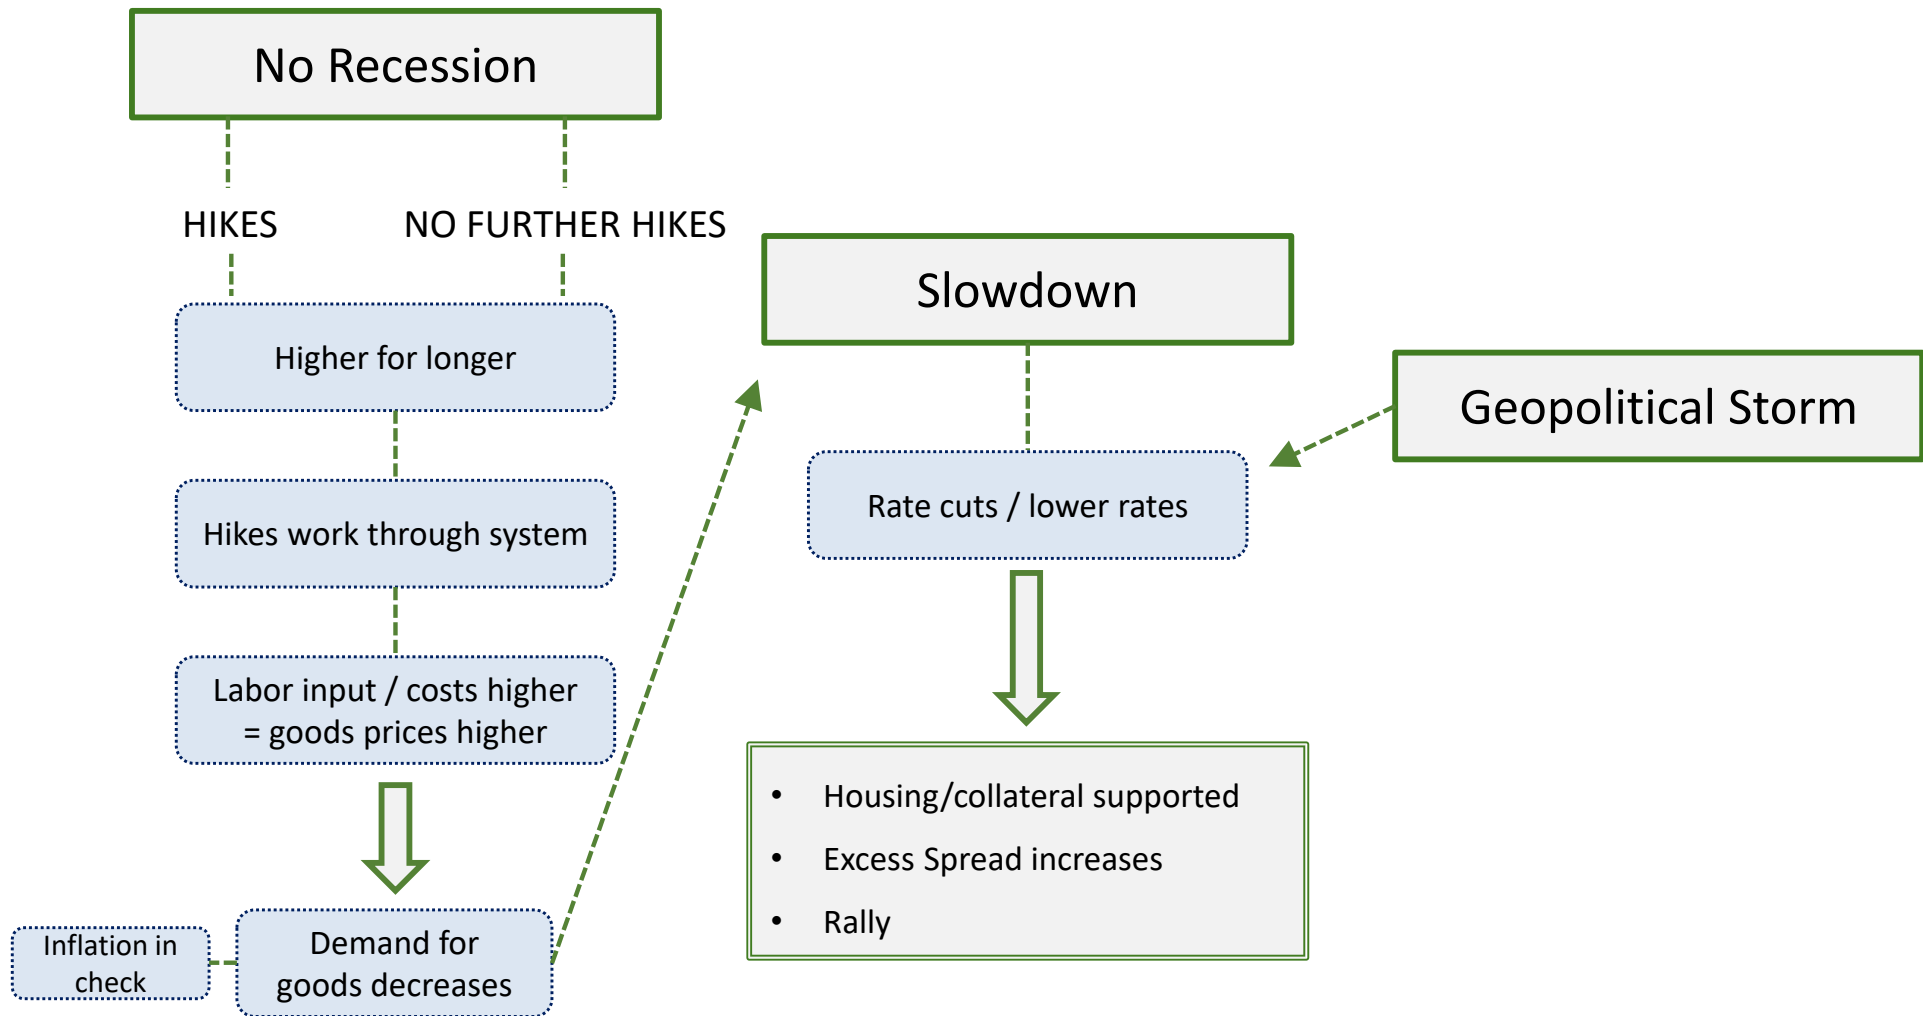 No Recession
HIKES
NO FURTHER HIKES
Higher for longer
Hikes work through system
Labor input / costs higher
= goods prices higher
Inflation in
check
Demand for
goods decreases
Slowdown
Rate cuts / lower rates
• Housing/collateral supported
• Excess Spread increases
• Rally
Geopolitical Storm